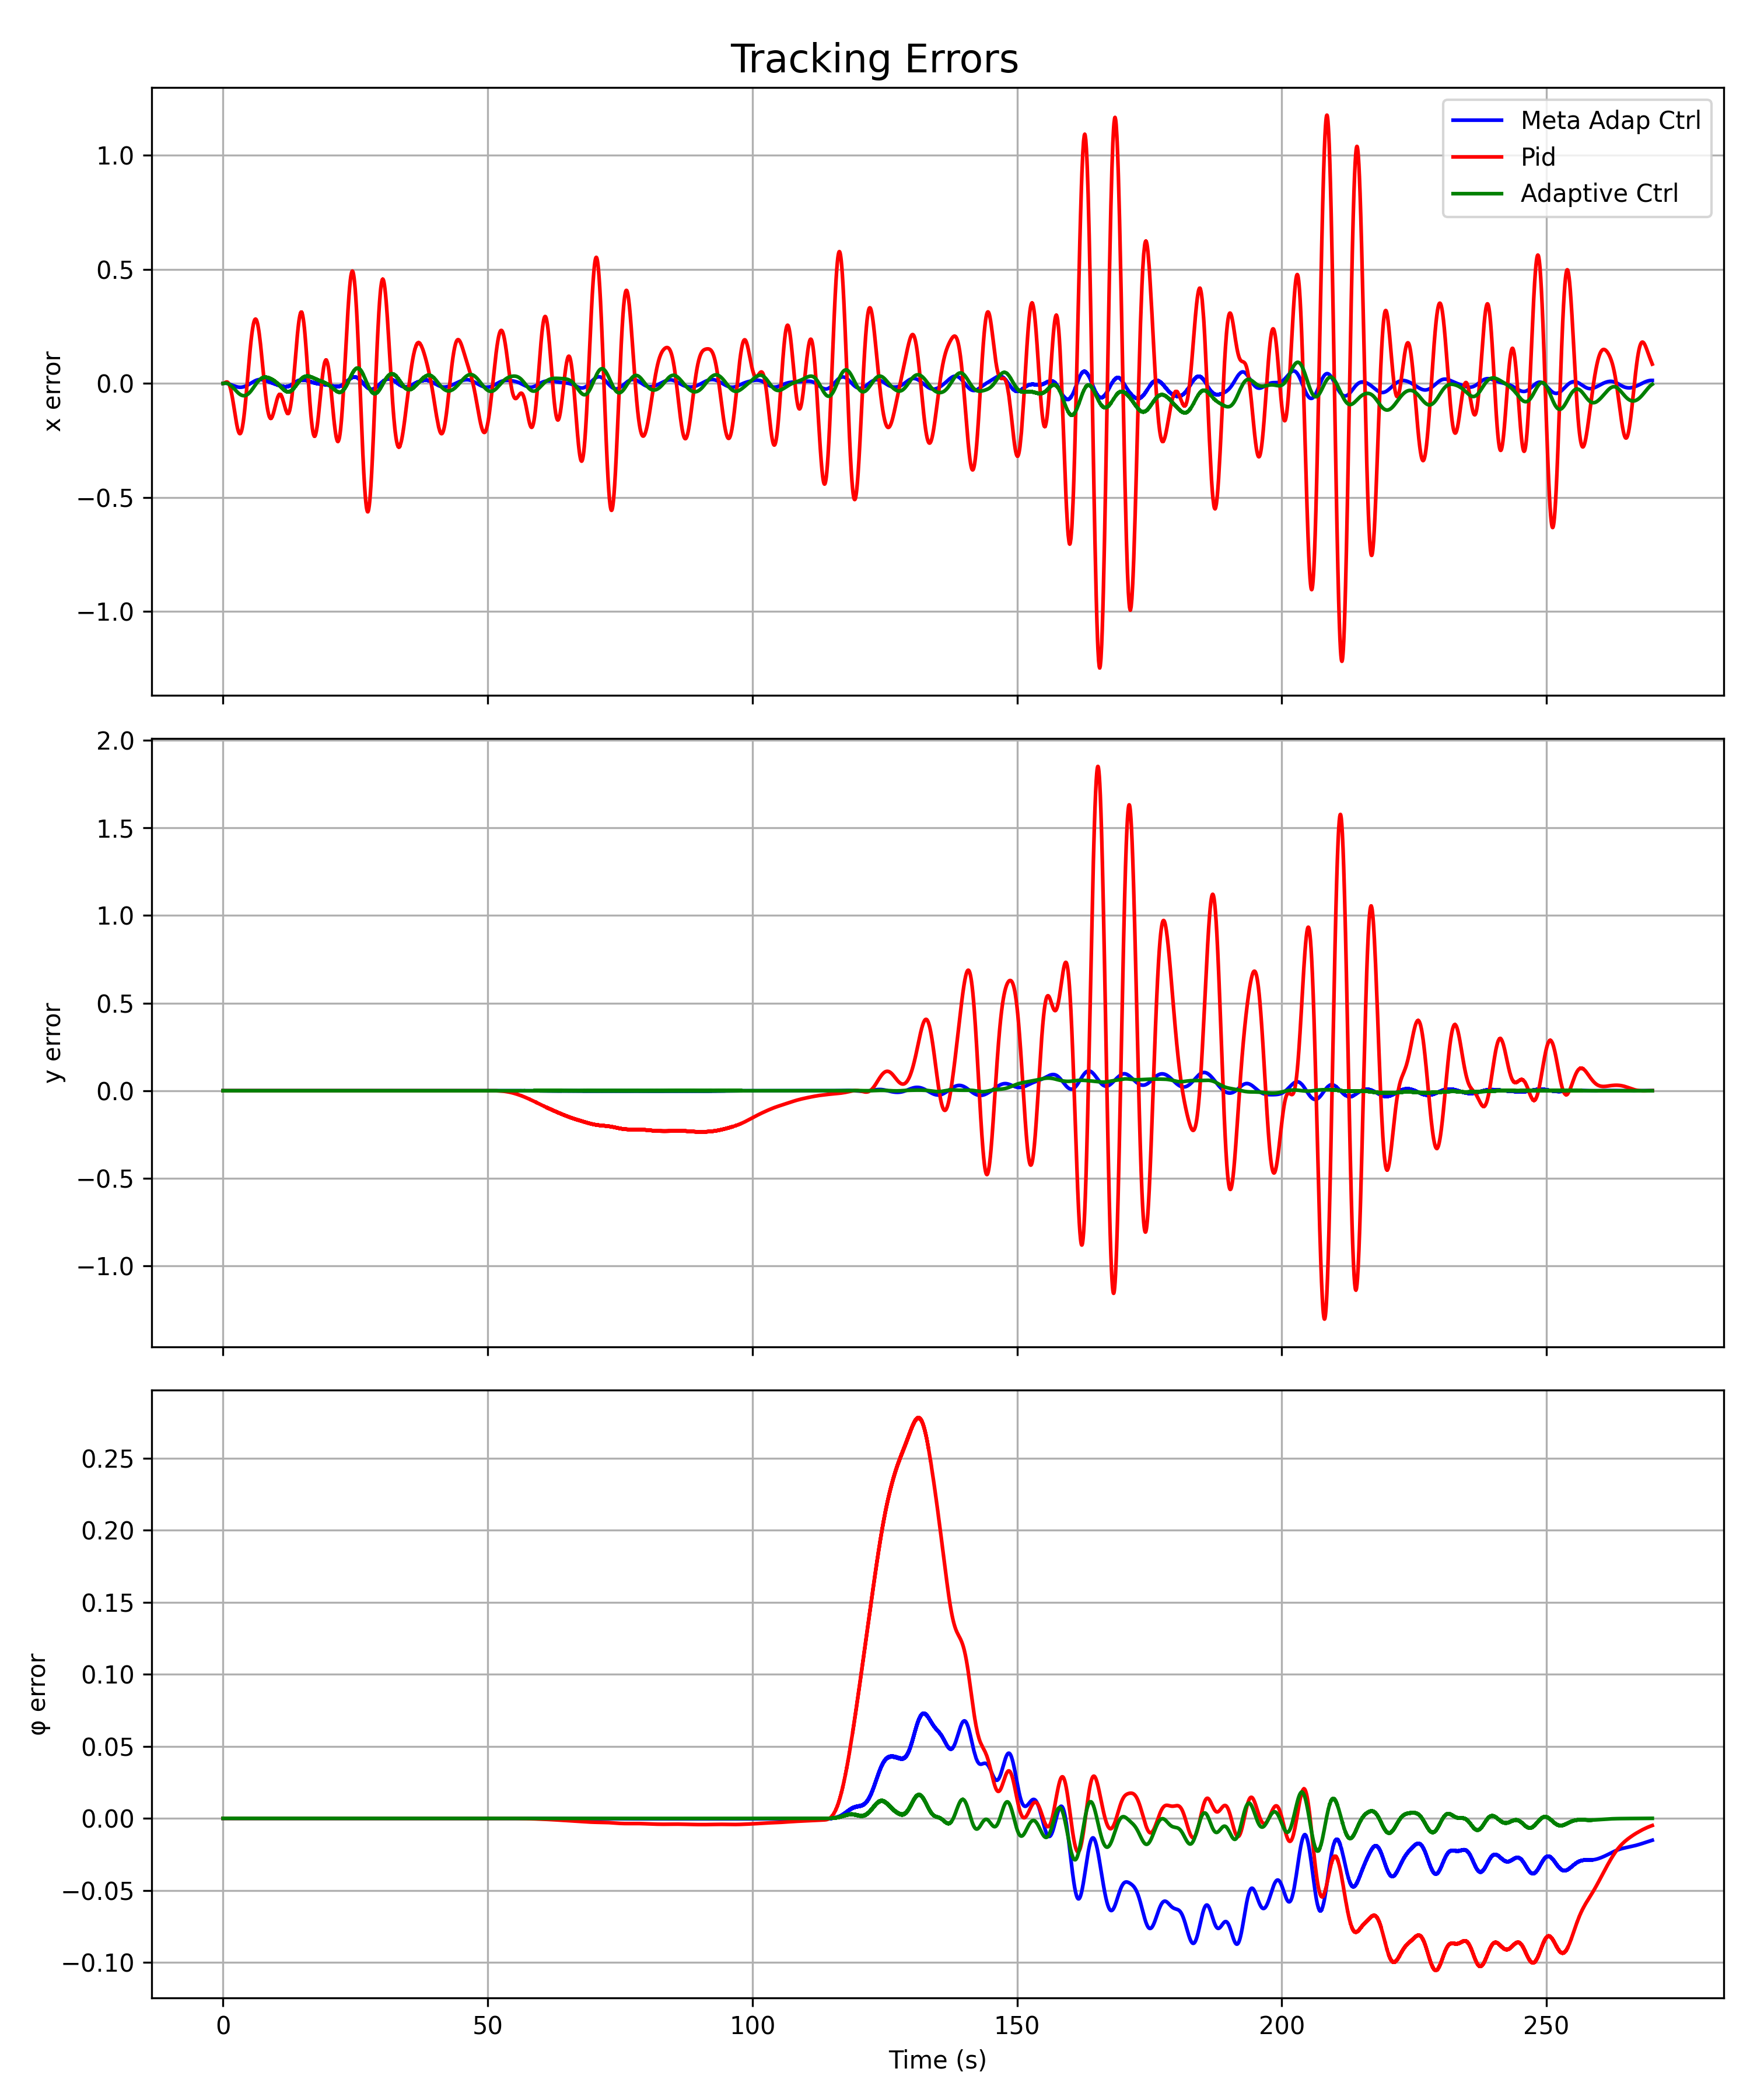 Tracking Errors
Meta Adap Ctrl
Pid
Adaptive Ctrl
1.0
0.5
0.0
−0.5
−1.0
x error
2.0
1.5
1.0
0.5
0.0
−0.5
−1.0
y error
0.25
0.20
0.15
0.10
0.05
0.00
−0.05
−0.10
φ error
0 50 100 150 200 250
Time (s)